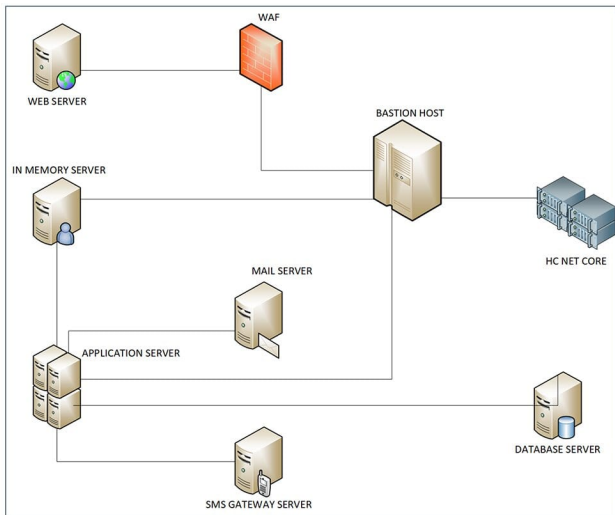 WAF
WEB SERVER
BASTION HOST
IN MEMORY SERVER
HC NET CORE
MAIL SERVER
APPLICATION SERVER
DATABASE SERVER
SMS GATEWAY SERVER